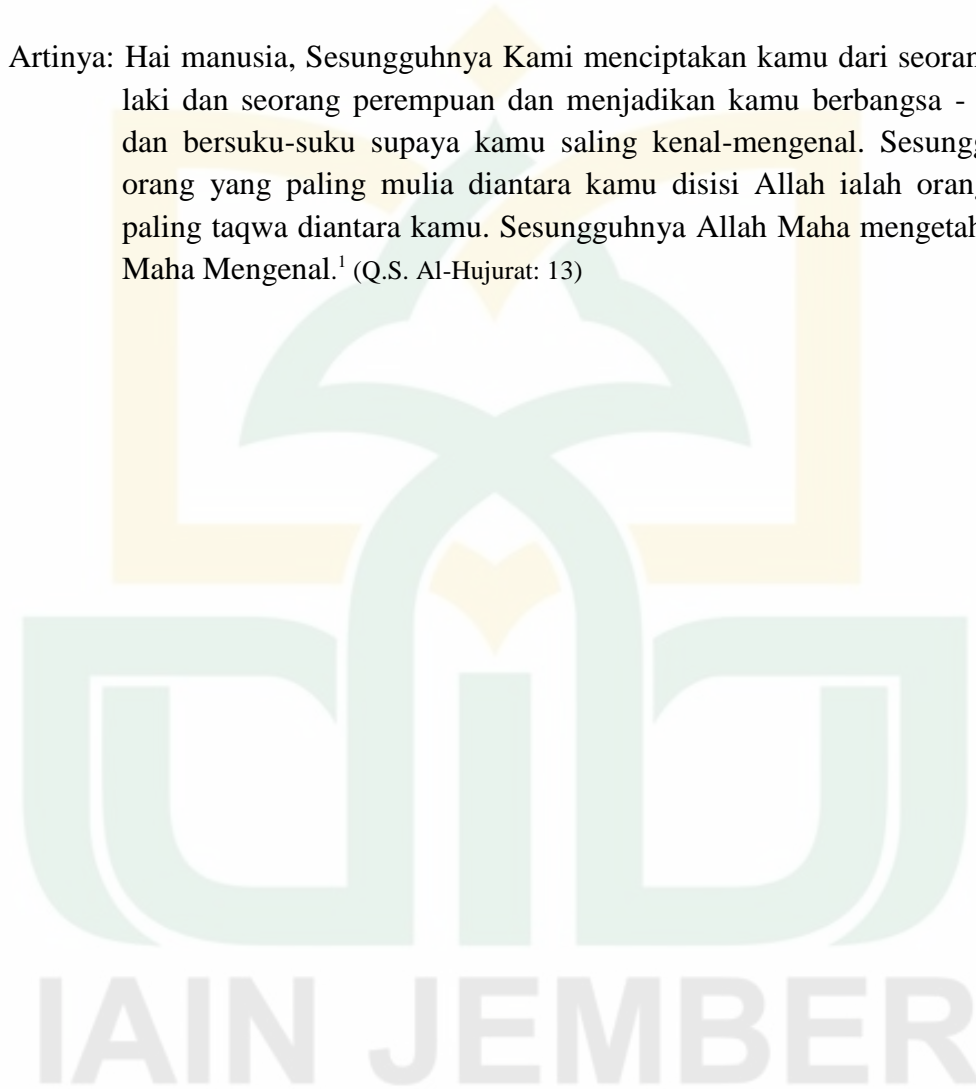 Artinya: Hai manusia, Sesungguhnya Kami menciptakan kamu dari seoran
laki dan seorang perempuan dan menjadikan kamu berbangsa -
dan bersuku-suku supaya kamu saling kenal-mengenal. Sesungg
orang yang paling mulia diantara kamu disisi Allah ialah oran
paling taqwa diantara kamu. Sesungguhnya Allah Maha mengetah
Maha Mengenal.¹ (Q.S. Al-Hujurat: 13)
IAIN JEMBER